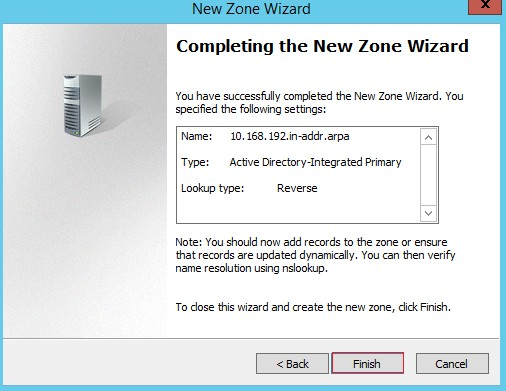 New Zone Wizard
Completing the New Zone Wizard
You have successfully completed the New Zone Wizard. You
specified the following settings:
Name: 10.168.192.in-addr.arpa
Type: Active Directory-Integrated Primary
Lookup type: Reverse
Note: You should now add records to the zone or ensure
that records are updated dynamically. You can then verify
name resolution using nslookup.
To close this wizard and create the new zone, click Finish.
< Back Finish Cancel